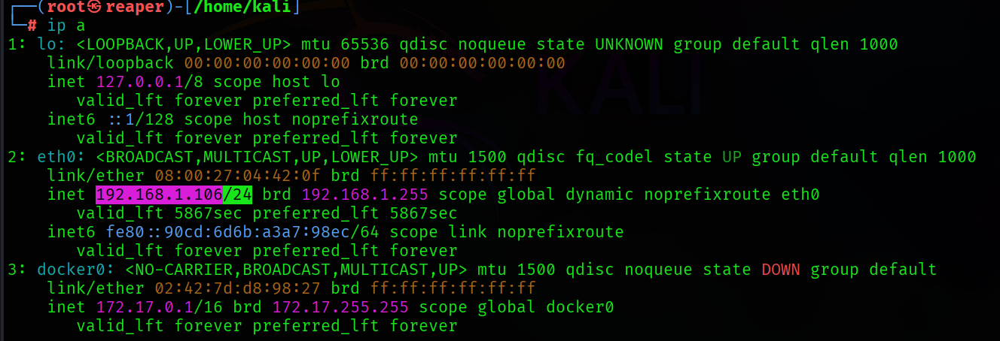 ┌──(root㉿reaper)-[/home/kali]
└─# ip a
1: lo: <LOOPBACK,UP,LOWER_UP> mtu 65536 qdisc noqueue state UNKNOWN group default qlen 1000
    link/loopback 00:00:00:00:00:00 brd 00:00:00:00:00:00
    inet 127.0.0.1/8 scope host lo
       valid_lft forever preferred_lft forever
    inet6 ::1/128 scope host noprefixroute
       valid_lft forever preferred_lft forever
2: eth0: <BROADCAST,MULTICAST,UP,LOWER_UP> mtu 1500 qdisc fq_codel state UP group default qlen 1000
    link/ether 08:00:27:04:42:0f brd ff:ff:ff:ff:ff:ff
    inet 192.168.1.106/24 brd 192.168.1.255 scope global dynamic noprefixroute eth0
       valid_lft 5867sec preferred_lft 5867sec
    inet6 fe80::90cd:6d6b:a3a7:98ec/64 scope link noprefixroute
       valid_lft forever preferred_lft forever
3: docker0: <NO-CARRIER,BROADCAST,MULTICAST,UP> mtu 1500 qdisc noqueue state DOWN group default
    link/ether 02:42:7d:d8:98:27 brd ff:ff:ff:ff:ff:ff
    inet 172.17.0.1/16 brd 172.17.255.255 scope global docker0
       valid_lft forever preferred_lft forever
KALI